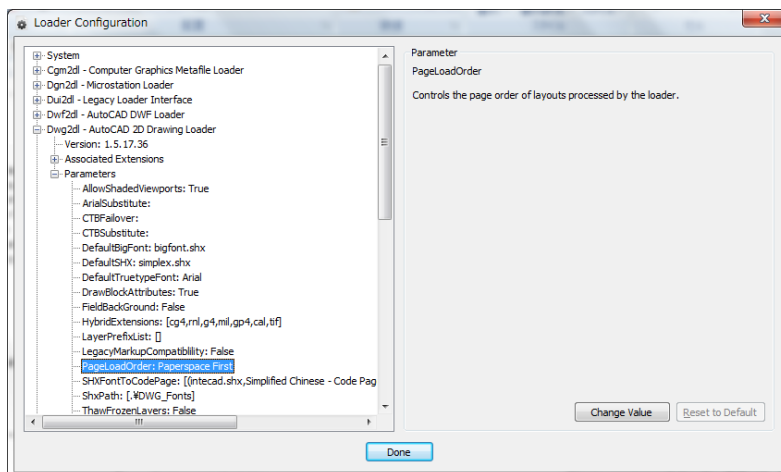 Loader Configuration
System
Cgm2dl - Computer Graphics Metafile Loader
Dgn2dl - Microstation Loader
Dui2dl - Legacy Loader Interface
Dwf2dl - AutoCAD DWF Loader
Dwg2dl - AutoCAD 2D Drawing Loader
Version: 1.5.17.36
Associated Extensions
Parameters
AllowShadedViewports: True
ArialSubstitute:
CTBFailover:
CTBSubstitute:
DefaultBigFont: bigfont.shx
DefaultSHX: simplex.shx
DefaultTruetypeFont: Arial
DrawBlockAttributes: True
FieldBackGround: False
HybridExtensions: [cg4,rnl,g4,mil,gp4,cal,tif]
LayerPrefixList: []
LegacyMarkupCompatiblility: False
PageLoadOrder: Paperspace First
SHXFontToCodePage: [(intecad.shx,Simplified Chinese - Code Pag
ShxPath: [.¥DWG_Fonts]
ThawFrozenLayers: False
Parameter
PageLoadOrder
Controls the page order of layouts processed by the loader.
Change Value
Reset to Default
Done